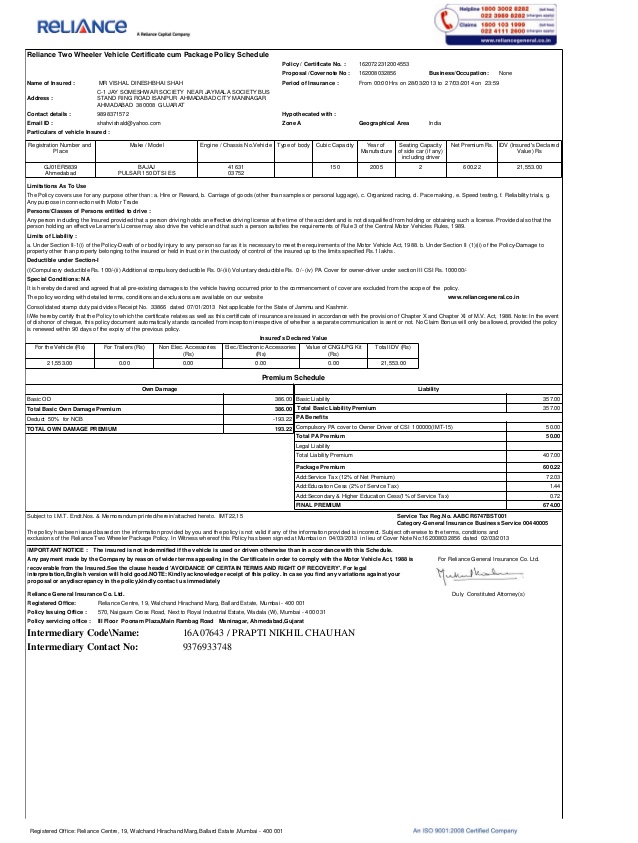 RELIANCE
A Reliance Capital Company
Helpline 1800 3002 8282 (toll free)
022 3989 8282 (charges apply)
Claims 1800 103 1999 (toll free)
022 4111 2600 (charges apply)
www.reliancegeneral.co.in
Reliance Two Wheeler Vehicle Certificate cum Package Policy Schedule
Policy / Certificate No. : 1620722312004553
Proposal /Covernote No : 162008032856 Business/Occupation: None
Name of Insured : MR VISHAL DINESHBHAI SHAH Period of Insurance : From 00:00 Hrs on 28/03/2013 to 27/03/2014 on 23:59
Address : C-1 JAY SOMESHWAR SOCIETY NEAR JAYMAL SOCIETY BUS
STAND RING ROAD ISANPUR AHMADABAD CITY MANINAGAR
AHMADABAD 380008 GUJARAT
Contact details : 9898371572 Hypothecated with :
Email ID : shahvishald@yahoo.com Zone A Geographical Area India
Particulars of vehicle Insured :
Registration Number and Place Make / Model Engine / Chassis No.Vehicle Type of body Cubic Capacity Year of Manufacture Seating Capacity of side car (if any) including driver Net Premium Rs. IDV (Insured's Declared Value) Rs
GJ01ER5839 Ahmedabad BAJAJ PULSAR 150 DTSI ES 41631 03752 150 2005 2 600.22 21,553.00
Limitations As To Use
The Policy covers use for any purpose other than: a. Hire or Reward, b. Carriage of goods (other than samples or personal luggage), c. Organized racing, d. Pace making, e. Speed testing, f. Reliability trials, g.
Any purpose in connection with Motor Trade
Persons/Classes of Persons entitled to drive :
Any person including the Insured provided that a person driving holds an effective driving license at the time of the accident and is not disqualified from holding or obtaining such a license. Provided also that the
person holding an effective Learner's License may also drive the vehicle and that such a person satisfies the requirements of Rule 3 of the Central Motor Vehicles Rules, 1989.
Limits of Liability :
a. Under Section II-1(i) of the Policy-Death of or bodily injury to any person so far as it is necessary to meet the requirements of the Motor Vehicle Act, 1988. b. Under Section II (1)(ii) of the Policy-Damage to
property other than property belonging to the insured or held in trust or in the custody of control of the insured up to the limits specified Rs.1 lakhs
Deductible under Section-I
(i)Compulsory deductible Rs. 100/-(ii) Additional compulsory deductible Rs. 0/-(iii) Voluntary deductible Rs. 0/- (iv) PA Cover for owner-driver under section III CSI Rs. 100000/-
Special Conditions: NA
It is hereby declared and agreed that all pre-existing damages to the vehicle having occurred prior to the commencement of cover are excluded from the scope of the policy.
The policy wording with detailed terms, conditions and exclusions are available on our website www.reliancegeneral.co.in
Consolidated stamp duty paid vides Receipt No. 33866 dated 07/01/2013 Not applicable for the State of Jammu and Kashmir.
I/We hereby certify that the Policy to which the certificate relates as well as this certificate of insurance are issued in accordance with the provisions of Chapter X and Chapter XI of M.V. Act, 1988. Note: In the event
of dishonor of cheque, this policy document automatically stands cancelled from inception irrespective of whether a separate communication is sent or not. No Claim Bonus will only be allowed, provided the policy
is renewed within 90 days of the expiry of the previous policy.
Insured's Declared Value
For the Vehicle (Rs) For Trailers (Rs) Non Elec. Accessories (Rs) Elec/Electronic Accessories (Rs) Value of CNG/LPG Kit (Rs) Total IDV (Rs)
21,553.00 0.00 0.00 0.00 0.00 21,553.00
Premium Schedule
Own Damage Liability
Basic OD 386.00 Basic Liability 357.00
Total Basic Own Damage Premium 386.00 Total Basic Liability Premium 357.00
Deduct 50% for NCB -193.22 PA Benefits
TOTAL OWN DAMAGE PREMIUM 193.22 Compulsory PA cover to Owner Driver of CSI 100000(IMT-15) 50.00
Total PA Premium 50.00
Legal Liability
Total Liability Premium 407.00
Package Premium 600.22
Add:Service Tax (12% of Net Premium) 72.03
Add:Education Cess (2% of Service Tax) 1.44
Add:Secondary & Higher Education Cess(1% of Service Tax) 0.72
FINAL PREMIUM 674.00
Subject to I.M.T. Endt.Nos. & Memorandum printed herein/attached hereto. IMT22,15 Service Tax Reg.No. AABCR6747BST001
Category-General Insurance Business Service 00440005
The policy has been issued based on the information provided by you and the policy is not valid if any of the information provided is incorrect. Subject otherwise to the terms, conditions and
exclusions of the Reliance Two Wheeler Package Policy. In Witness whereof this Policy has been signed at Mumbai on 04/03/2013 in lieu of Cover Note No:162008032856 dated 02/03/2013
IMPORTANT NOTICE : The insured is not indemnified if the vehicle is used or driven otherwise than in accordance with this Schedule.
Any payment made by the Company by reason of wider terms appealing in the Certificate in order to comply with the Motor Vehicle Act, 1988 is
recoverable from the Insured.See the clause headed 'AVOIDANCE OF CERTAIN TERMS AND RIGHT OF RECOVERY'. For legal
interpretation,English version will hold good.NOTE: Kindly acknowledge receipt of this policy. In case you find any variations against your
proposal or anydiscrepancy in the policy,kindly contact us immediately
For Reliance General Insurance Co. Ltd.
Duly Constituted Attorney(s)
Reliance General Insurance Co. Ltd.
Registered Office: Reliance Centre, 19, Walchand Hirachand Marg, Ballard Estate, Mumbai - 400 001
Policy Issuing Office : 570, Naigaum Cross Road, Next to Royal Industrial Estate, Wadala (W), Mumbai - 400031
Policy servicing office : III Floor Poonam Plaza,Main Rambag Road Maninagar, Ahmedabad,Gujarat
Intermediary Code\Name: 16A07643 / PRAPTI NIKHIL CHAUHAN
Intermediary Contact No: 9376933748
Registered Office: Reliance Centre, 19, Walchand Hirachand Marg,Ballard Estate,Mumbai - 400 001
An ISO 9001:2008 Certified Company